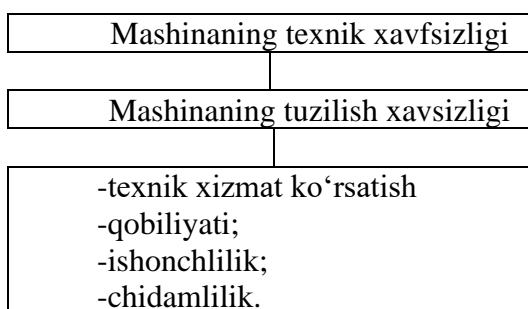 Mashinaning texnik xavfsizligi
Mashinaning tuzilish xavsizligi
-texnik xizmat ko‘rsatish
-qobiliyati;
-ishonchlilik;
-chidamlilik.